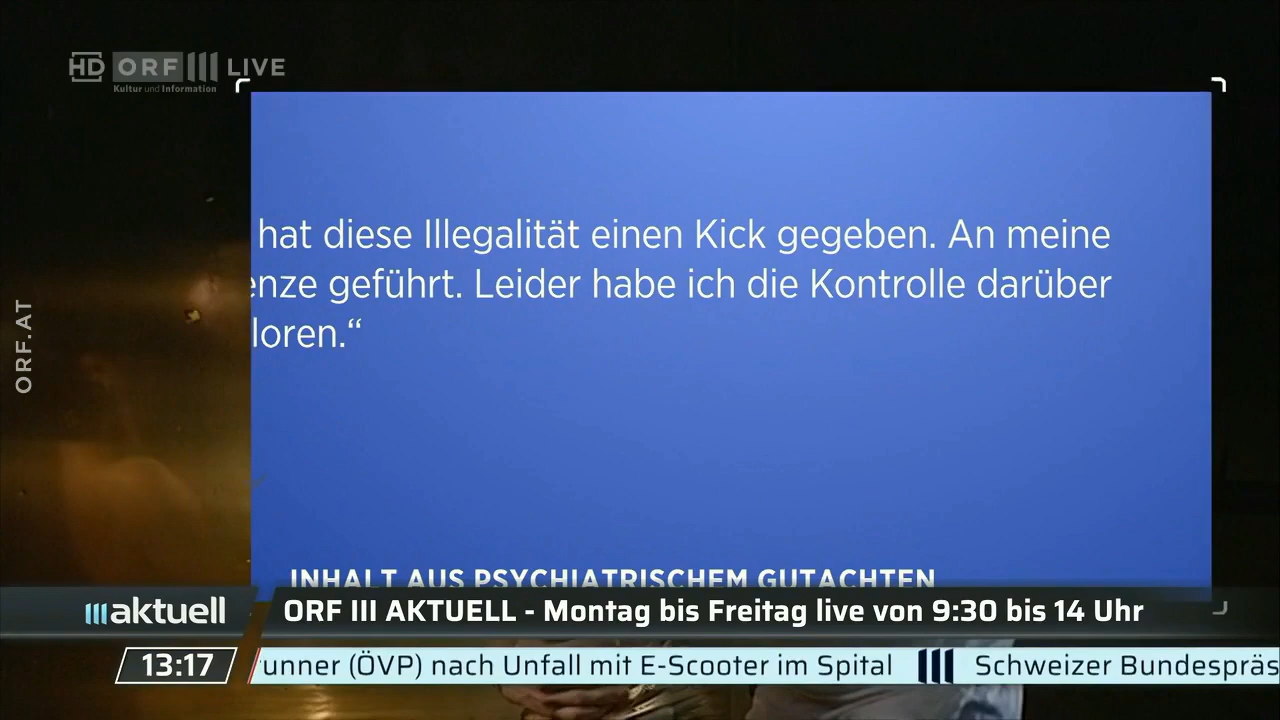 HD ORF III LIVE
Kultur und Information
ORF.AT
hat diese Illegalität einen Kick gegeben. An meine
enze geführt. Leider habe ich die Kontrolle darüber
loren.“
INHALT AUS PSYCHIATRISCHEM GUTACHTEN
aktuell
ORF III AKTUELL - Montag bis Freitag live von 9:30 bis 14 Uhr
13:17
unner (ÖVP) nach Unfall mit E-Scooter im Spital
Schweizer Bundespräs